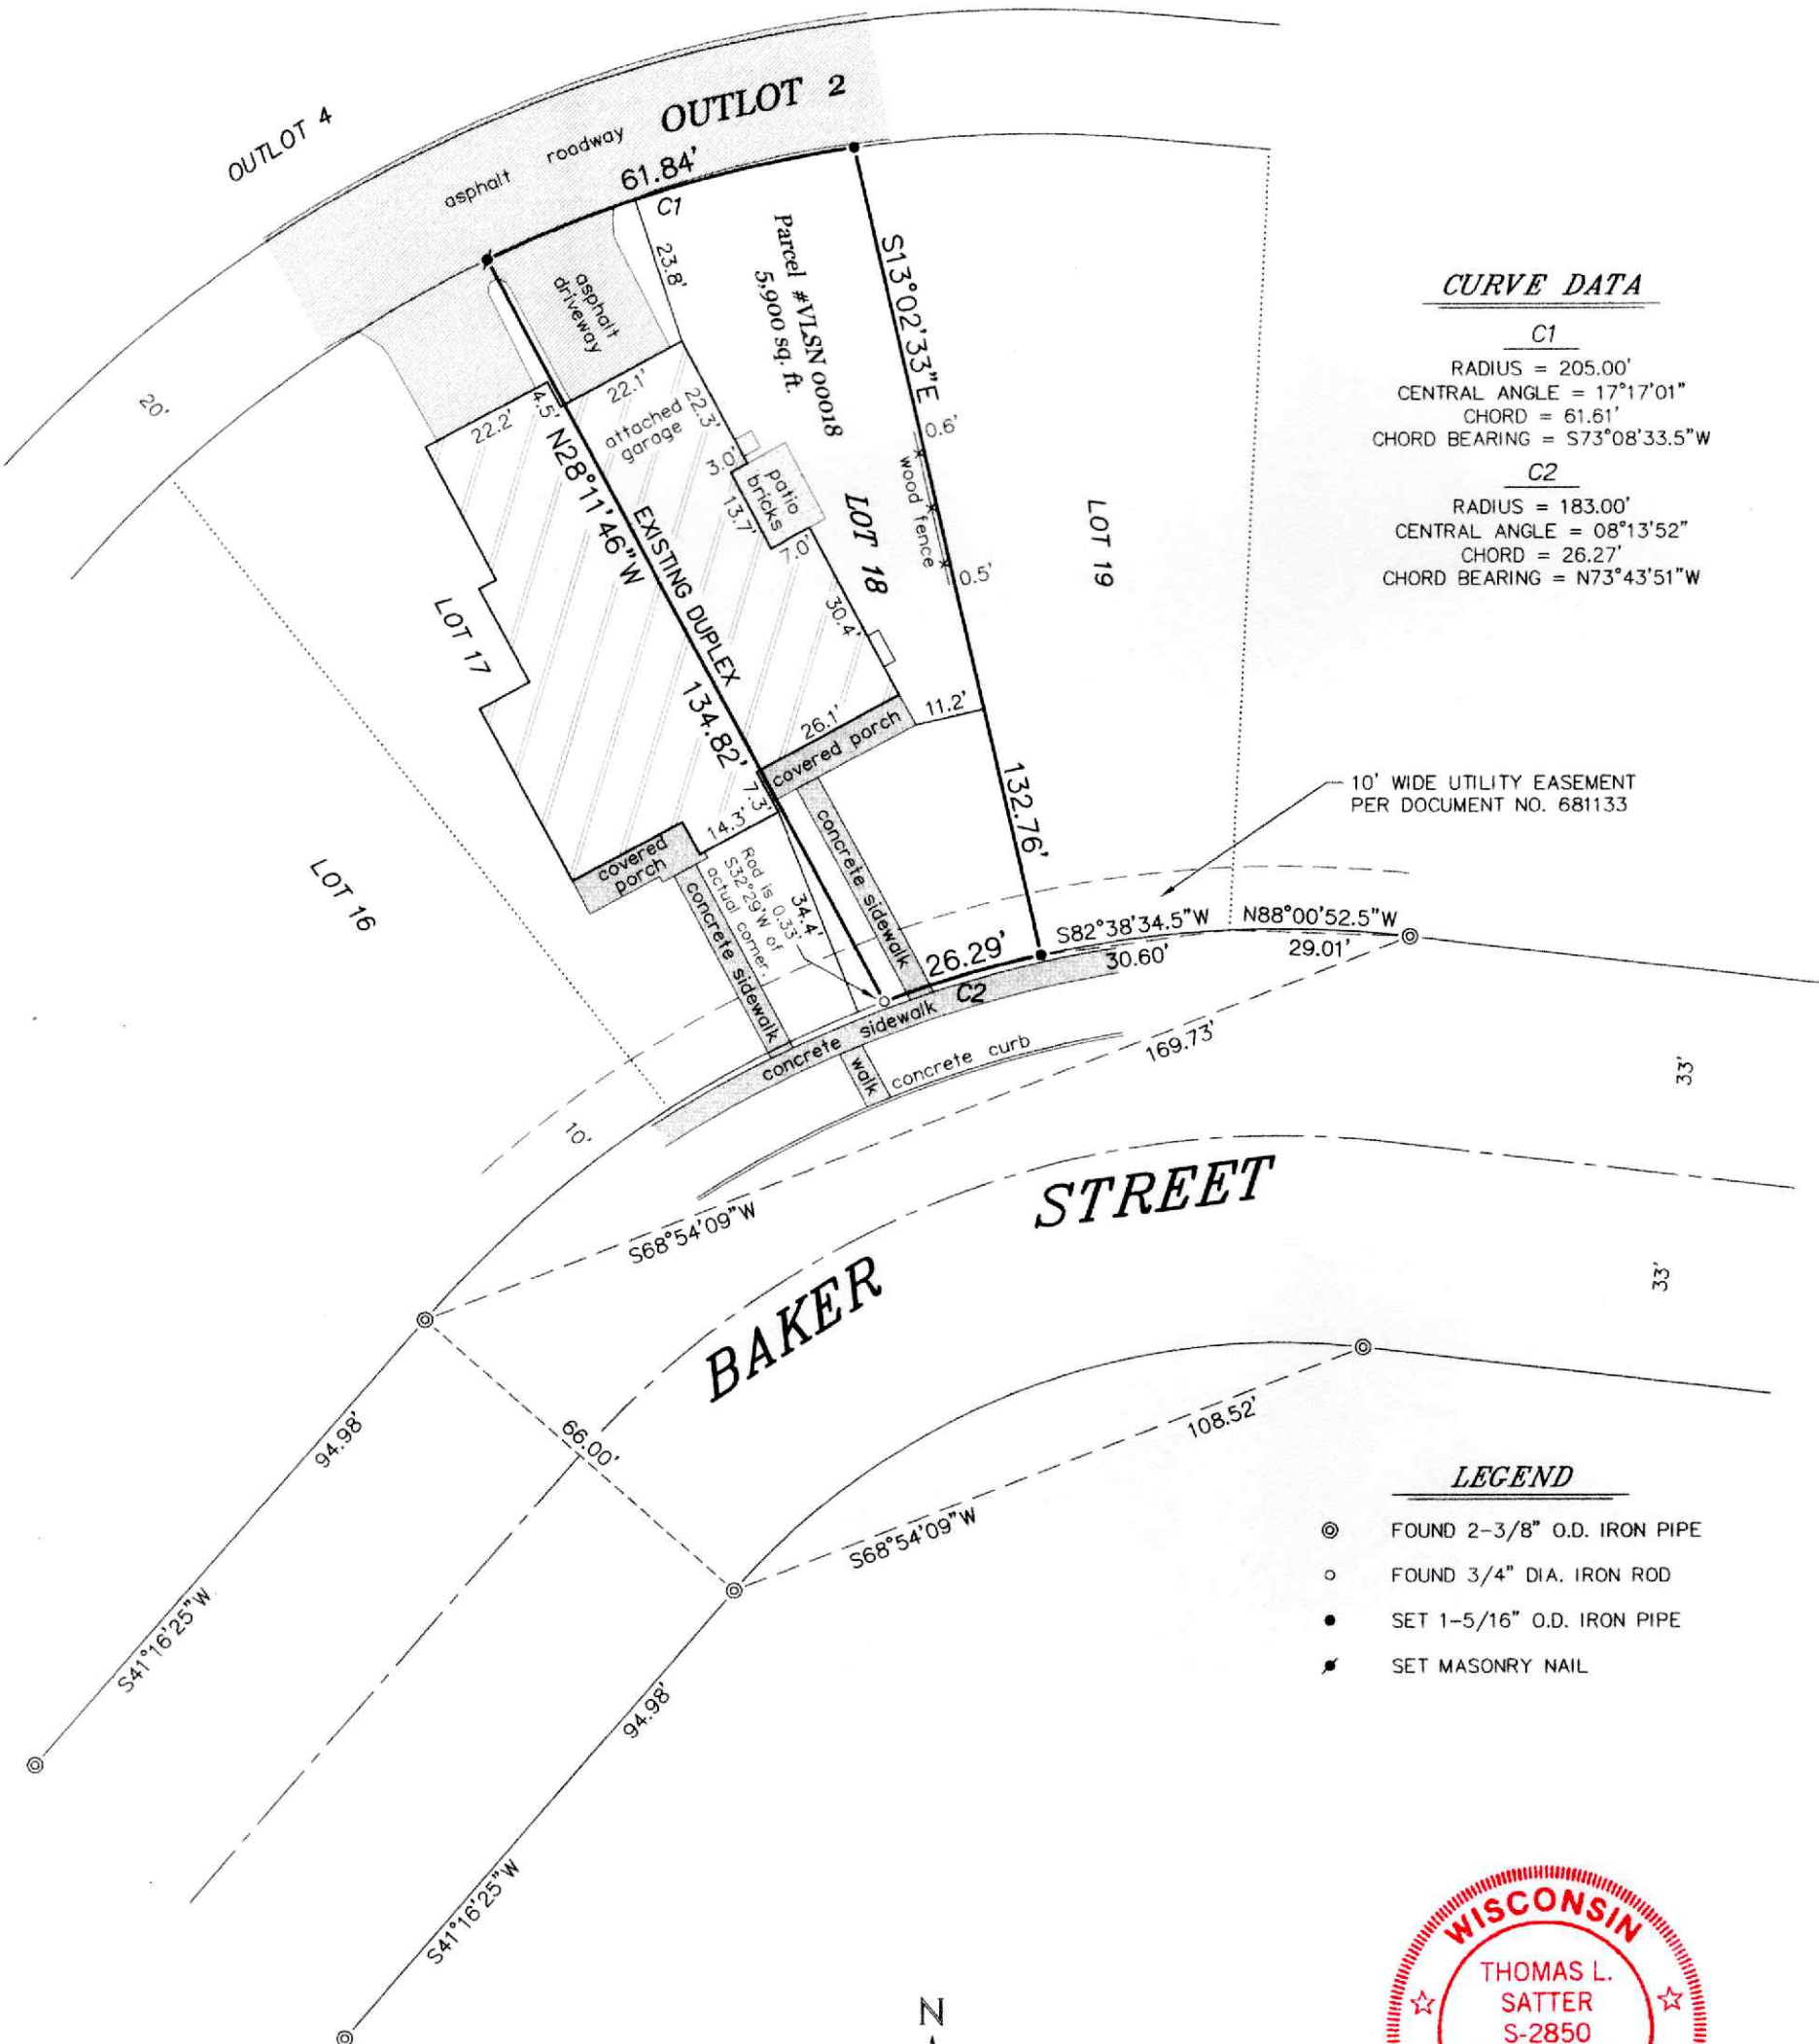 OUTLOT 4
OUTLOT 2
asphalt roadway
61.84'
C1
23.8'
asphalt
driveway
Parcel #VLSN 00018
5,900 sq. ft.
S13°02'33"E
20'
22.2'
4.5'
22.1'
22.3'
attached
garage
3.0'
patio
bricks
13.7'
7.0'
0.6'
wood fence
0.5'
N28°11'46"W
EXISTING DUPLEX
134.82'
LOT 18
LOT 19
LOT 17
30.4'
26.1'
11.2'
covered porch
7.3'
14.3'
covered
porch
132.76'
LOT 16
Rod is 0.33'
S32°29'W of
actual corner.
34.4'
concrete sidewalk
concrete sidewalk
26.29'
C2
S82°38'34.5"W
30.60'
N88°00'52.5"W
29.01'
10' WIDE UTILITY EASEMENT
PER DOCUMENT NO. 681133
concrete sidewalk
walk
concrete curb
169.73'
10'
33'
S68°54'09"W
BAKER STREET
33'
94.98'
66.00'
108.52'
S68°54'09"W
S41°16'25"W
94.98'
S41°16'25"W
CURVE DATA
C1
RADIUS = 205.00'
CENTRAL ANGLE = 17°17'01"
CHORD = 61.61'
CHORD BEARING = S73°08'33.5"W
C2
RADIUS = 183.00'
CENTRAL ANGLE = 08°13'52"
CHORD = 26.27'
CHORD BEARING = N73°43'51"W
LEGEND
FOUND 2-3/8" O.D. IRON PIPE
FOUND 3/4" DIA. IRON ROD
SET 1-5/16" O.D. IRON PIPE
SET MASONRY NAIL
N
WISCONSIN
THOMAS L.
SATTER
S-2850